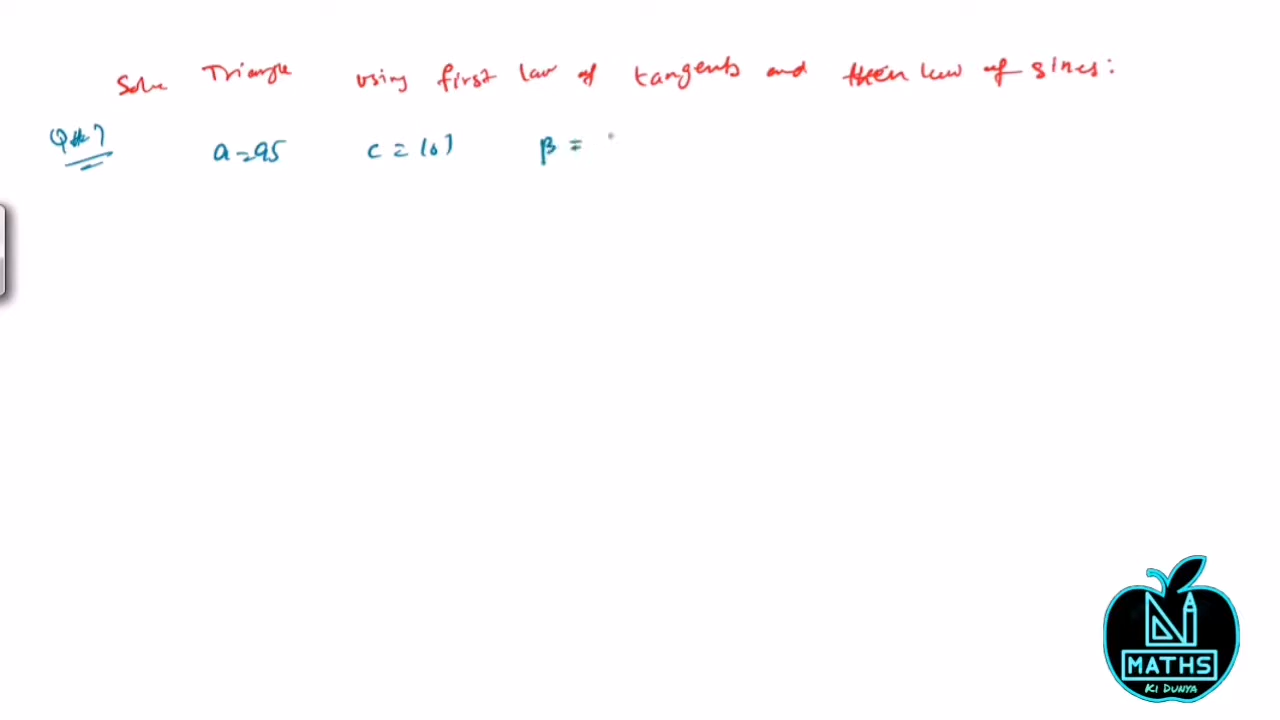 Solve Triangle using first law of tangents and then law of sines:
Q#7 a=95 c=101 β=
MATHS
KI DUNYA